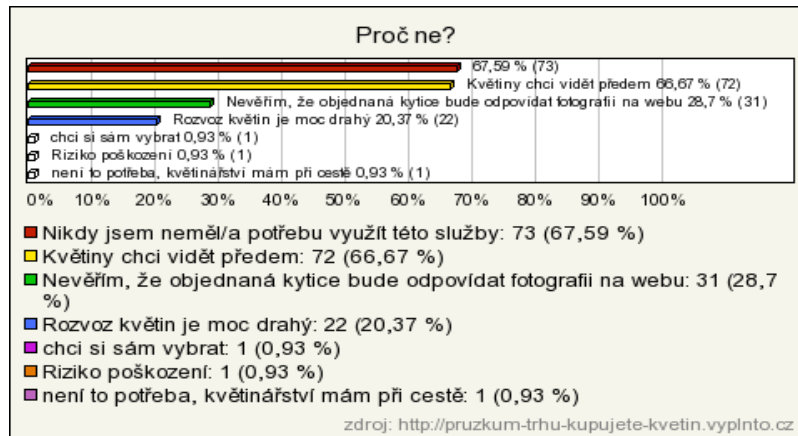 Proč ne?
67,59 % (73)
Květiny chci vidět předem 66,67 % (72)
Nevěřím, že objednaná kytice bude odpovídat fotografii na webu 28,7 % (31)
Rozvoz květin je moc drahý 20,37 % (22)
chci si sám vybrat 0,93 % (1)
Riziko poškození 0,93 % (1)
není to potřeba, květinářství mám při cestě 0,93 % (1)
0% 10% 20% 30% 40% 50% 60% 70% 80% 90% 100%
Nikdy jsem neměl/a potřebu využít této služby: 73 (67,59 %)
Květiny chci vidět předem: 72 (66,67 %)
Nevěřím, že objednaná kytice bude odpovídat fotografii na webu: 31 (28,7
%)
Rozvoz květin je moc drahý: 22 (20,37 %)
chci si sám vybrat: 1 (0,93 %)
Riziko poškození: 1 (0,93 %)
není to potřeba, květinářství mám při cestě: 1 (0,93 %)
zdroj: http://pruzkum-trhu-kupujete-kvetin.vyplnto.cz